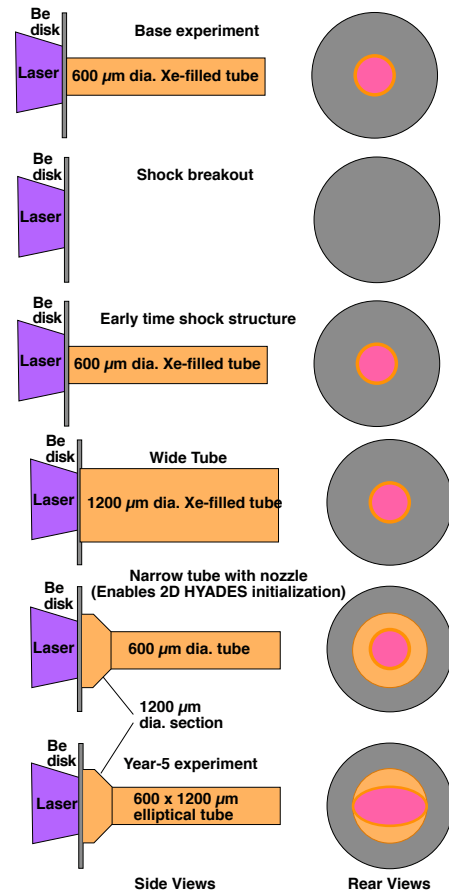 Be
disk
Base experiment
Laser
600 µm dia. Xe-filled tube
Be
disk
Shock breakout
Laser
Be
disk
Early time shock structure
Laser
600 µm dia. Xe-filled tube
Be
disk
Wide Tube
Laser
1200 µm dia. Xe-filled tube
Be
disk
Narrow tube with nozzle
(Enables 2D HYADES initialization)
Laser
600 µm dia. tube
1200 µm
dia. section
Be
disk
Year-5 experiment
Laser
600 x 1200 µm
elliptical tube
Side Views
Rear Views